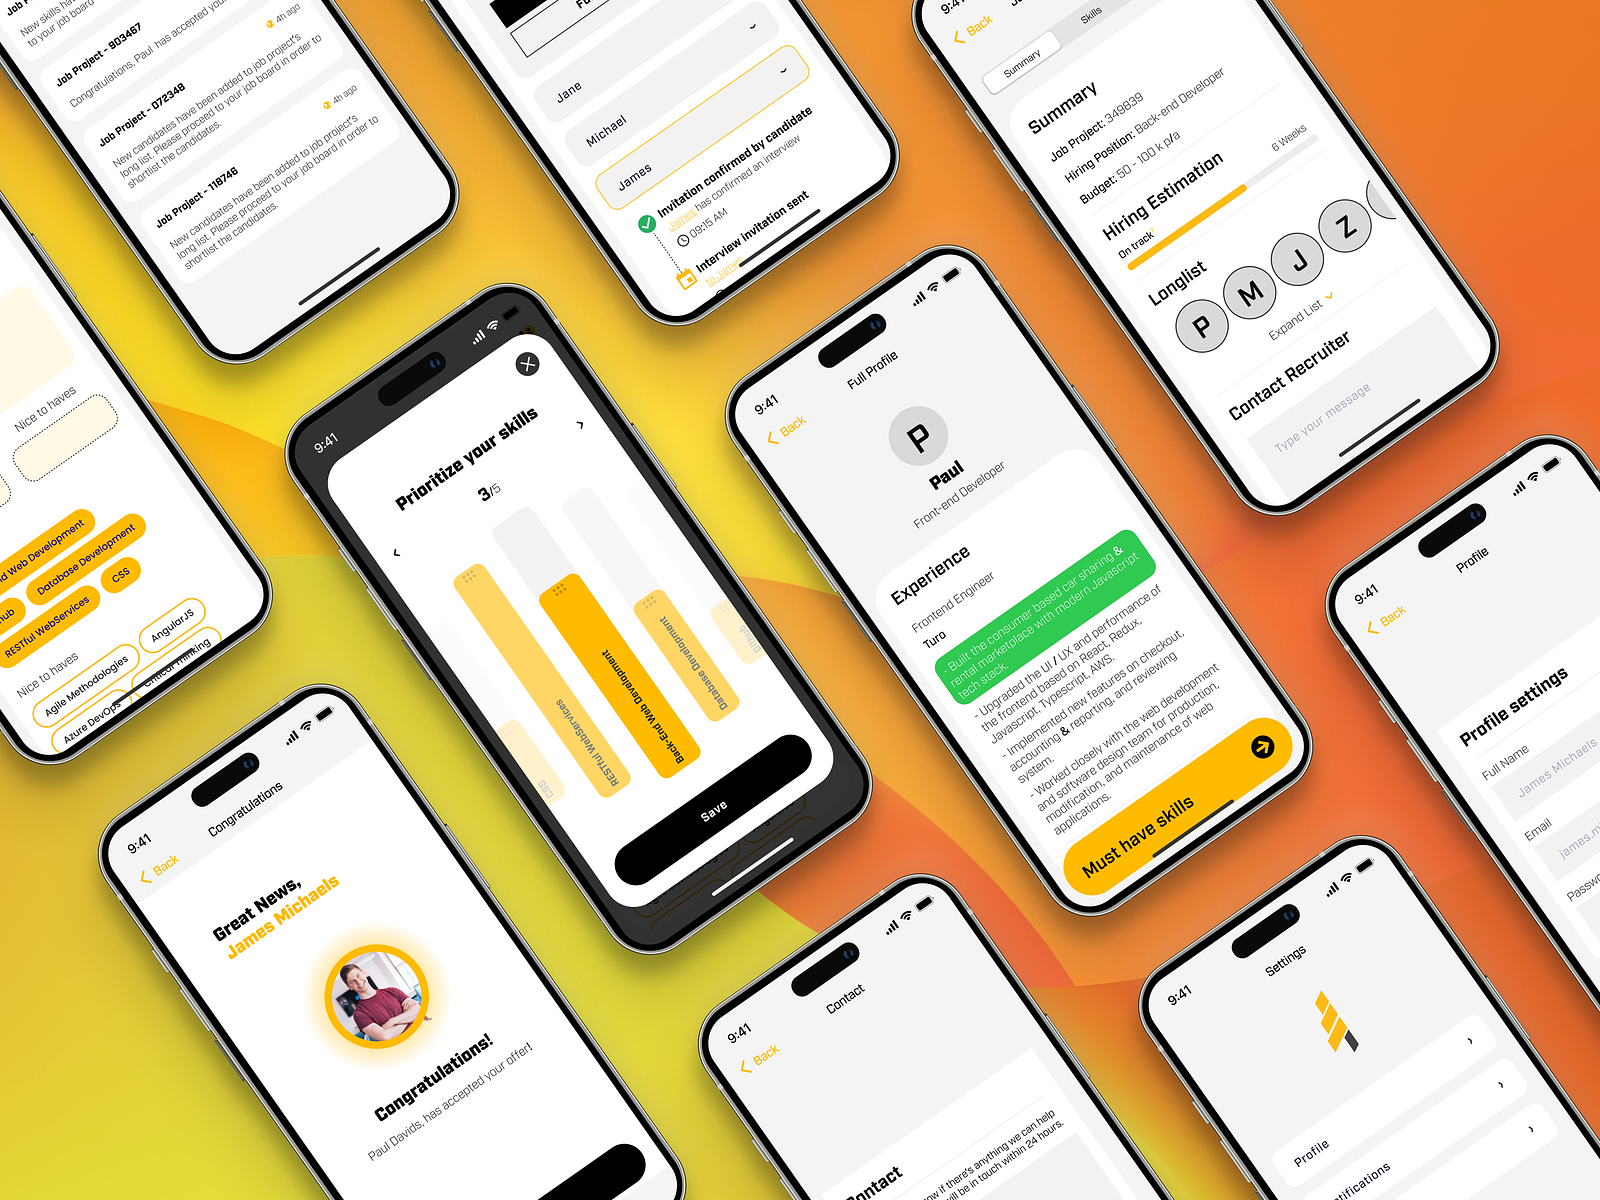 Job
New skills
to your job board
Job Project - 803467
Congratulations, Paul has accepted your
4h ago
Job Project - 072348
New candidates have been added to job project's
long list. Please proceed to your job board in order to
shortlist the candidates.
4h ago
Job Project - 118746
New candidates have been added to job project's
long list. Please proceed to your job board in order to
shortlist the candidates.
Jane
Michael
James
Invitation confirmed by candidate
James has confirmed an interview
09:15 AM
Interview invitation sent
to James
9:41
Back
Summary
Skills
Summary
Job Project: 349839
Hiring Position: Back-end Developer
Budget: 50 - 100 k p/a
Hiring Estimation
6 Weeks
On track
Longlist
P
M
J
Z
Expand List
Contact Recruiter
Type your message
Nice to haves
Web Development
Database Development
CSS
RESTful WebServices
Nice to haves
AngularJS
Agile Methodologies
Critical Thinking
Azure DevOps
9:41
Prioritize your skills
3/5
CSS
RESTful WebServices
Back-End Web Development
Database Development
Github
Save
9:41
Back
Full Profile
P
Paul
Front-end Developer
Experience
Frontend Engineer
Turo
- Built the consumer based car sharing &
rental marketplace with modern Javascript
tech stack.
- Upgraded the UI / UX and performance of
the frontend based on React, Redux,
Javascript, Typescript, AWS.
- Implemented new features on checkout,
accounting & reporting, and reviewing
system.
- Worked closely with the web development
and software design team for production,
modification, and maintenance of web
applications.
Must have skills
9:41
Back
Profile
Profile settings
Full Name
James Michaels
Email
james.m
9:41
Back
Congratulations
Great News,
James Michaels
Congratulations!
Paul Davids, has accepted your offer!
9:41
Back
Contact
Contact
if there's anything we can help
will be in touch within 24 hours.
9:41
Settings
Profile